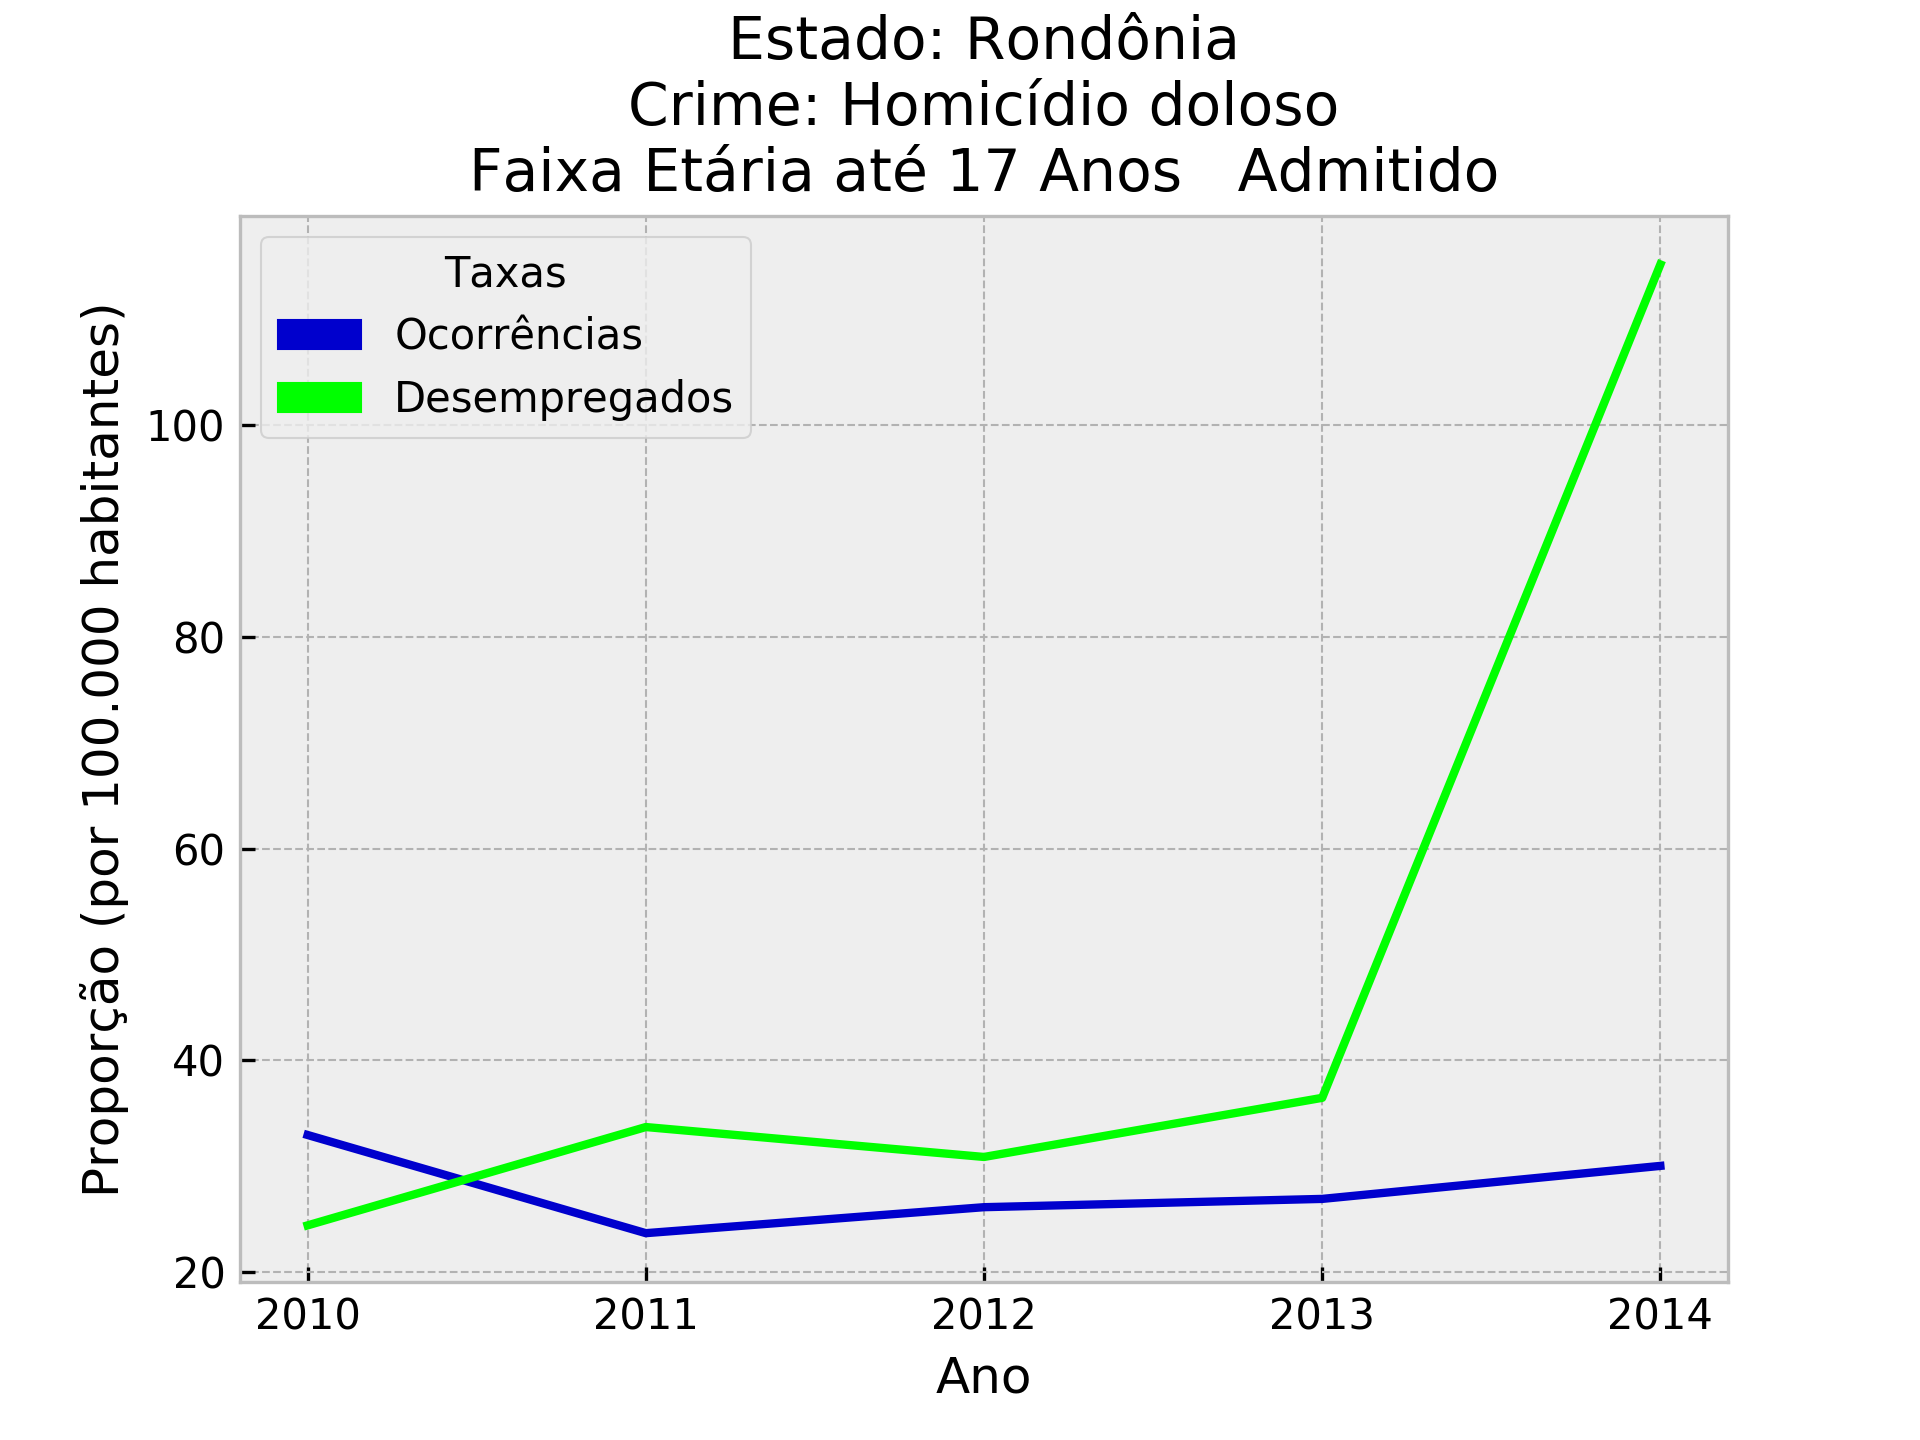 Estado: Rondônia
Crime: Homicídio doloso
Faixa Etária até 17 Anos   Admitido
Taxas
Ocorrências
Desempregados
Proporção (por 100.000 habitantes)
100
80
60
40
20
2010 2011 2012 2013 2014
Ano